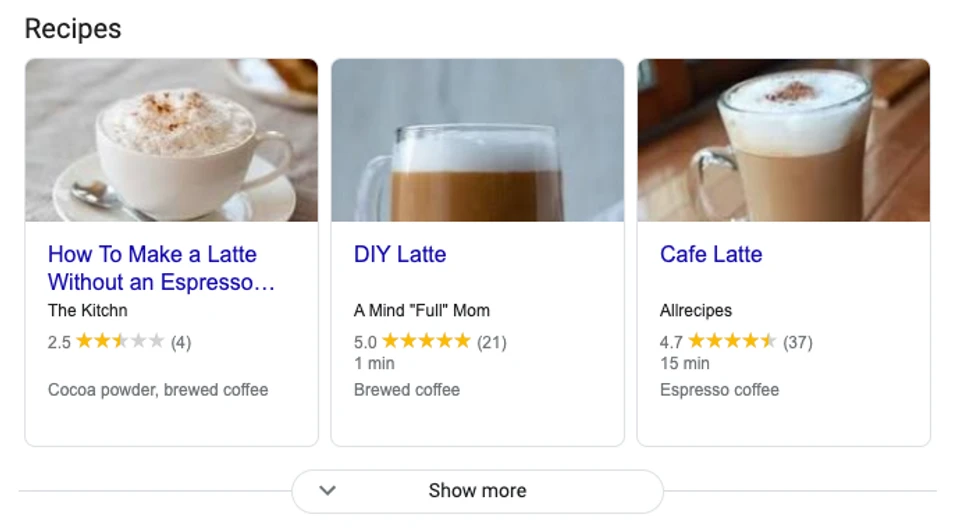 Recipes
How To Make a Latte
Without an Espresso…
The Kitchn
2.5 (4)
Cocoa powder, brewed coffee
DIY Latte
A Mind "Full" Mom
5.0 (21)
1 min
Brewed coffee
Cafe Latte
Allrecipes
4.7 (37)
15 min
Espresso coffee
Show more